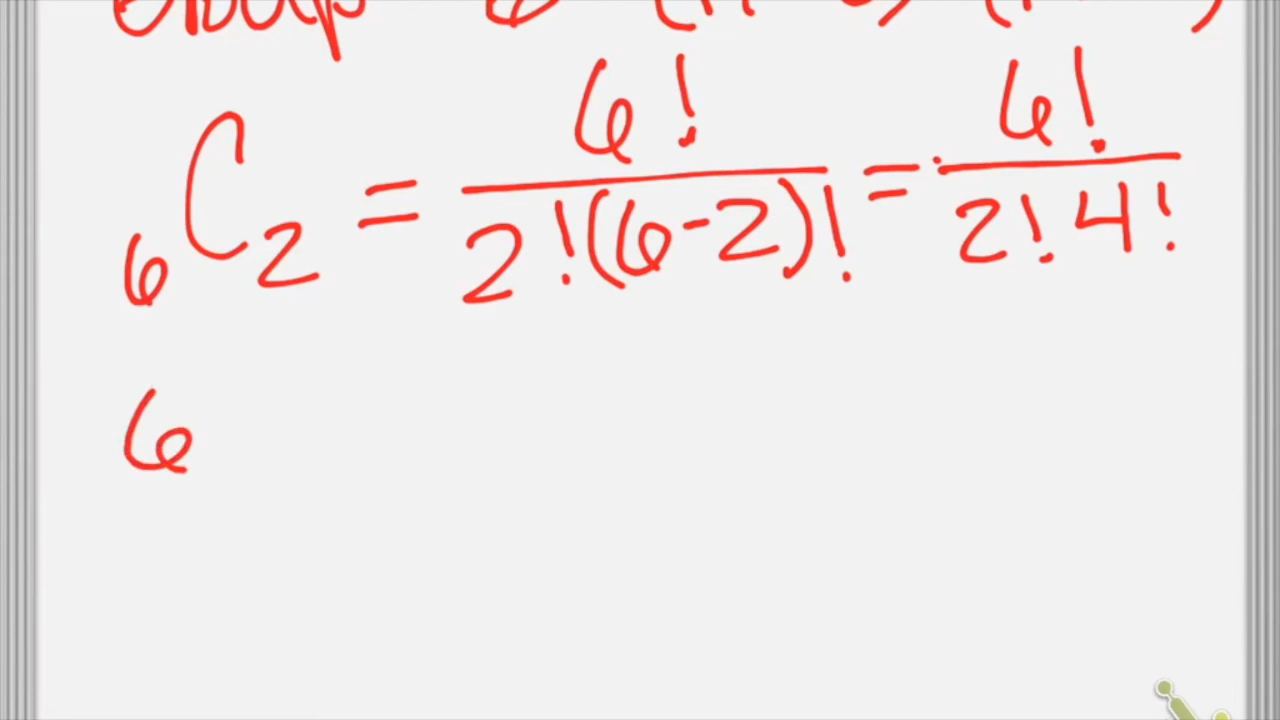 ₆C₂ = 6!/(2!(6-2)!) = 6!/(2!4!)
6